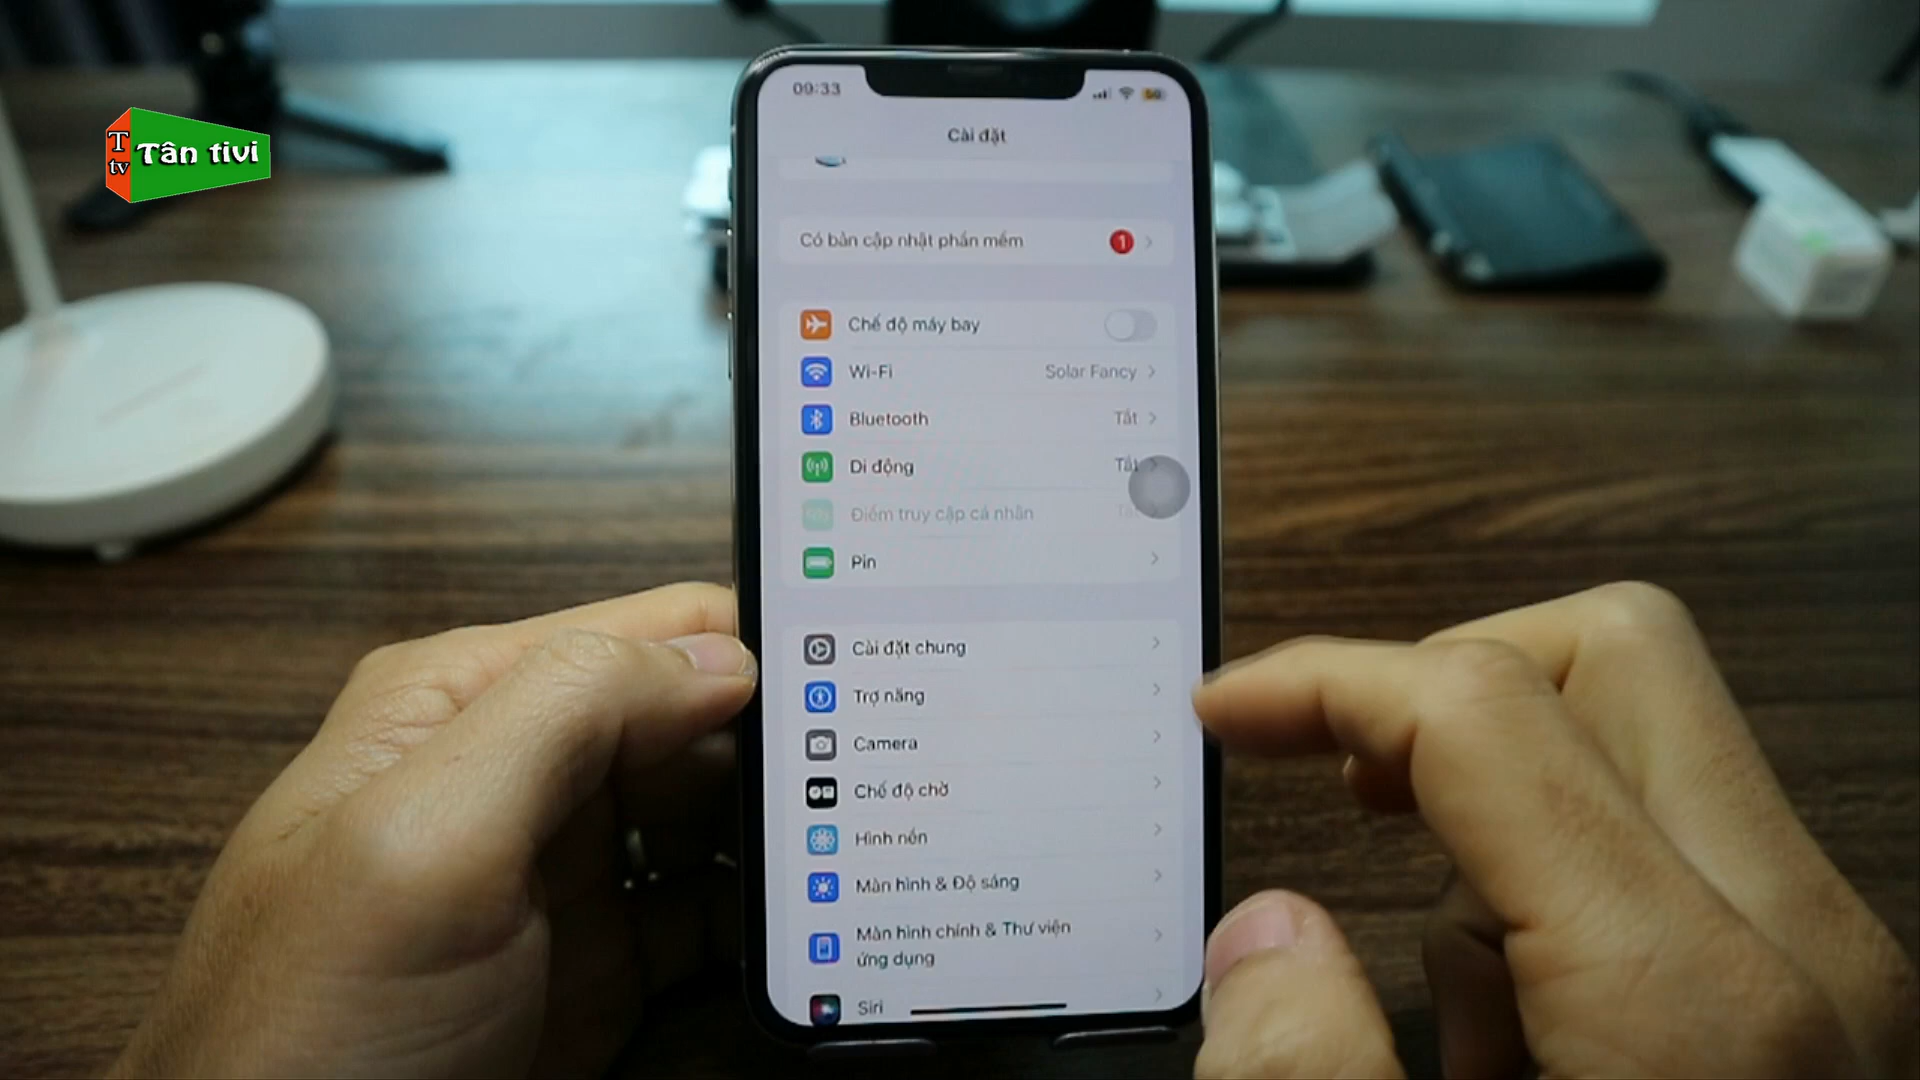 T
tv
Tân tivi
09:33
50
Cài đặt
Có bản cập nhật phần mềm
1
Chế độ máy bay
Wi-Fi
Solar Fancy
Bluetooth
Tắt
Di động
Tắt
Điểm truy cập cá nhân
Pin
Cài đặt chung
Trợ năng
Camera
Chế độ chờ
Hình nền
Màn hình & Độ sáng
Màn hình chính & Thư viện
ứng dụng
Siri